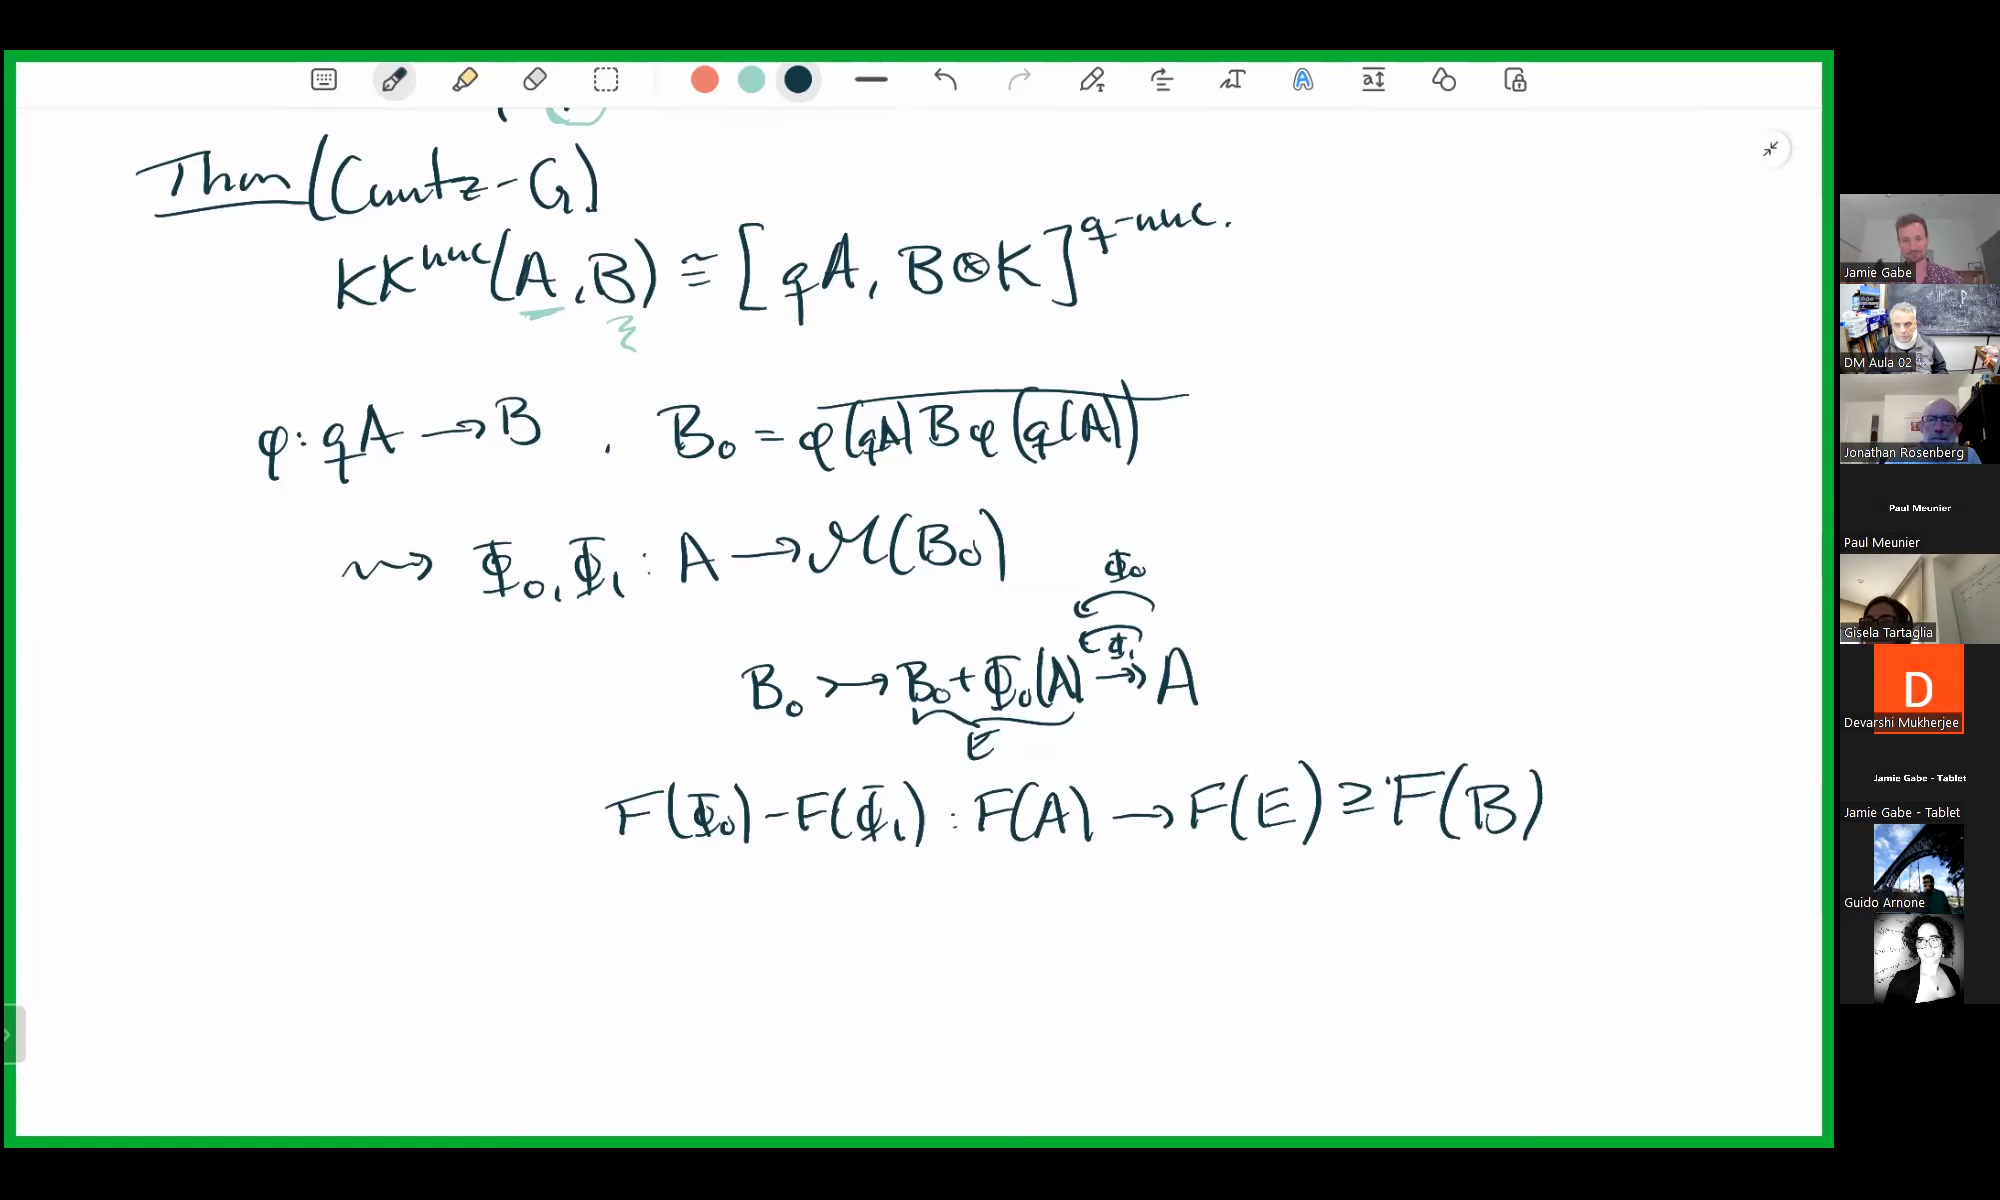 Thm (Cuntz-G)
KK^nuc(A, B) ≅ [qA, B⊗K]^q-nuc.
φ: qA → B , B₀ = \overline{φ(qA) B φ(q(A))}
⇝ Φ₀, Φ₁ : A → M(B₀)
Φ₀
Φ₁
B₀ ↣ B₀ + Φ₀(A) ↠ A
E
F(Φ₀) - F(Φ₁) : F(A) → F(E) ≥ F(B)
Jamie Gabe
DM Aula 02
Jonathan Rosenberg
Paul Meunier
Paul Meunier
Gisela Tartaglia
D
Devarshi Mukherjee
Jamie Gabe - Tablet
Jamie Gabe - Tablet
Guido Arnone